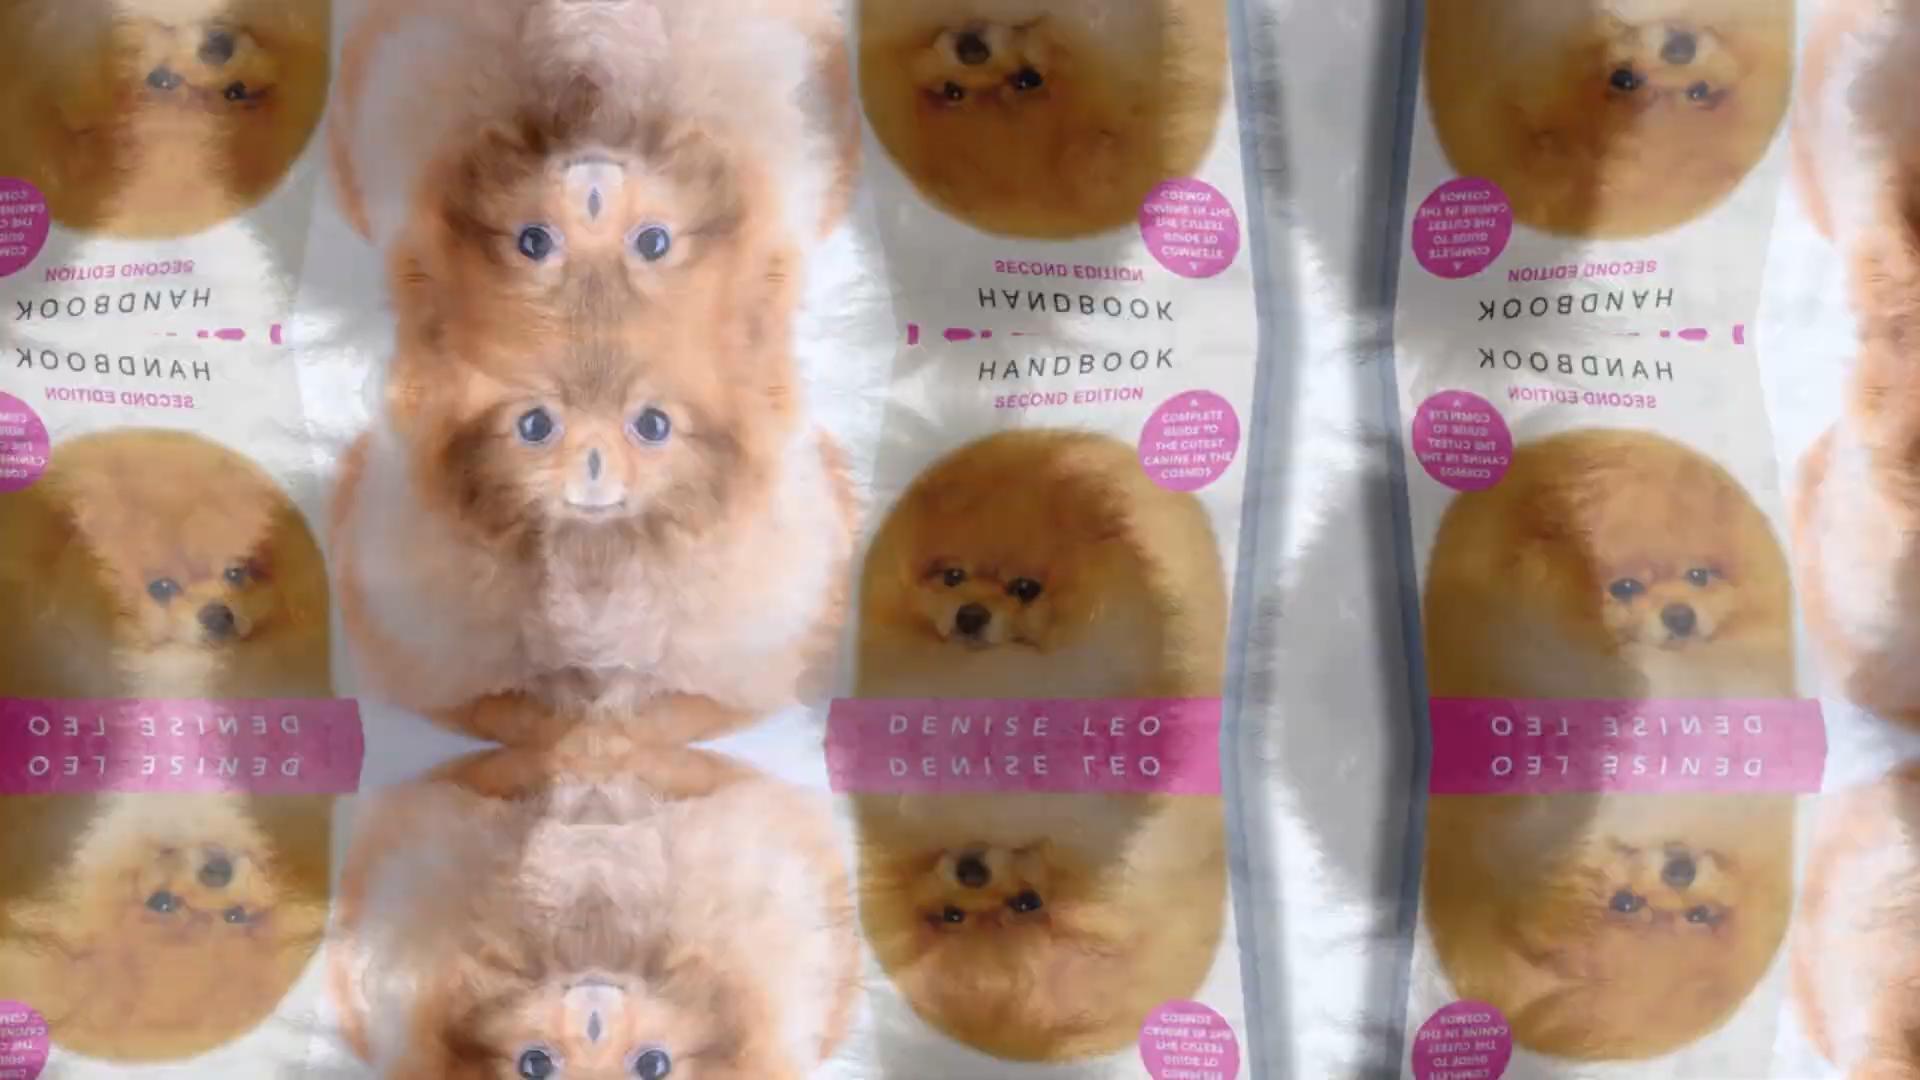 HANDBOOK
SECOND EDITION
A
COMPLETE
GUIDE TO
THE CUTEST
CANINE IN THE
COSMOS
DENISE LEO